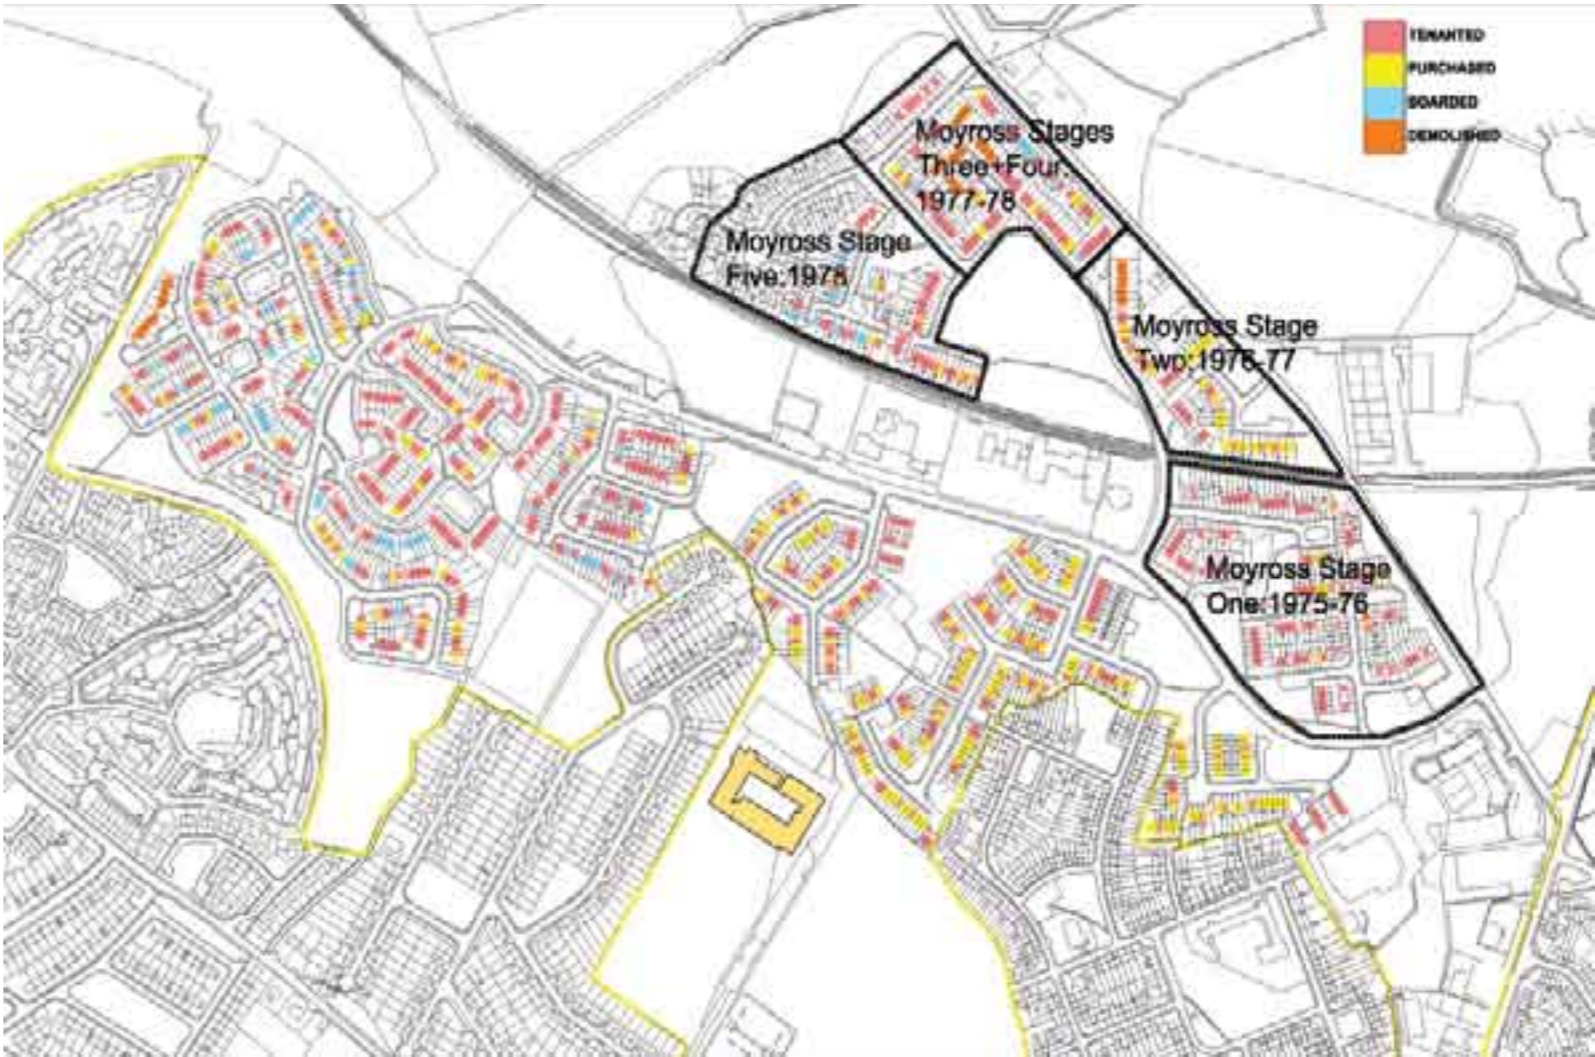 TENANTED
PURCHASED
BOARDED
DEMOLISHED
Moyross Stages
Three+Four:
1977-78
Moyross Stage
Five:1978
Moyross Stage
Two:1976-77
Moyross Stage
One:1975-76